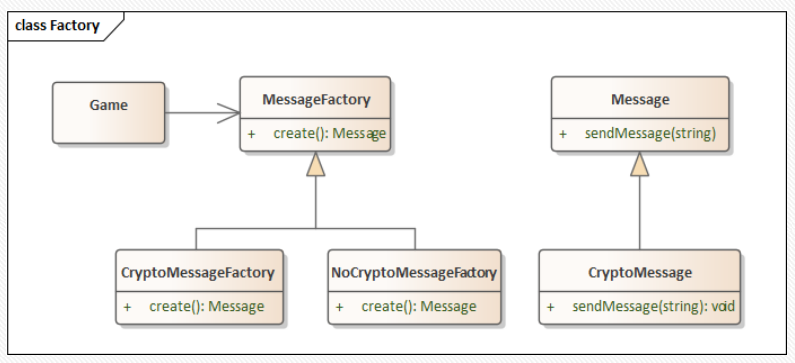 class Factory
Game
MessageFactory
+ create(): Message
Message
+ sendMessage(string)
CryptoMessageFactory
+ create(): Message
NoCryptoMessageFactory
+ create(): Message
CryptoMessage
+ sendMessage(string): void